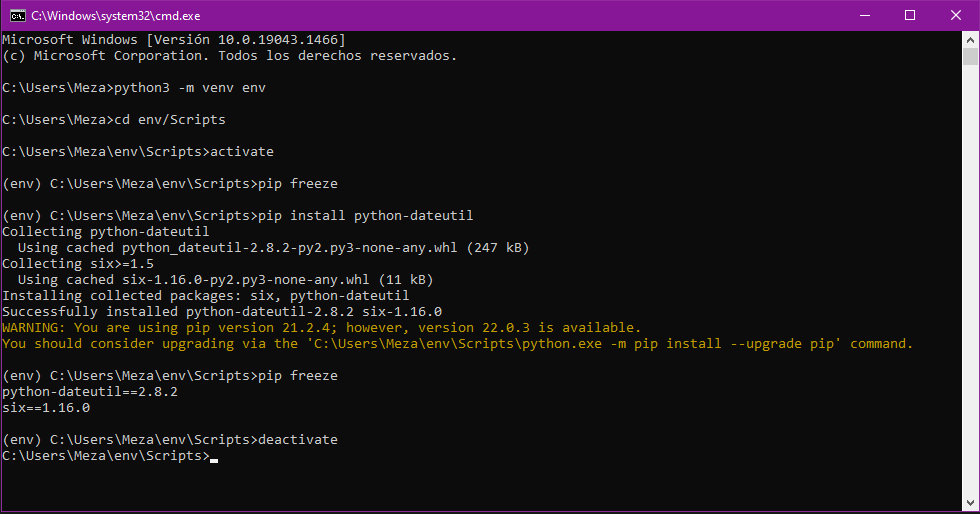 C:\Windows\system32\cmd.exe
Microsoft Windows [Versión 10.0.19043.1466]
(c) Microsoft Corporation. Todos los derechos reservados.
C:\Users\Meza>python3 -m venv env
C:\Users\Meza>cd env/Scripts
C:\Users\Meza\env\Scripts>activate
(env) C:\Users\Meza\env\Scripts>pip freeze
(env) C:\Users\Meza\env\Scripts>pip install python-dateutil
Collecting python-dateutil
  Using cached python_dateutil-2.8.2-py2.py3-none-any.whl (247 kB)
Collecting six>=1.5
  Using cached six-1.16.0-py2.py3-none-any.whl (11 kB)
Installing collected packages: six, python-dateutil
Successfully installed python-dateutil-2.8.2 six-1.16.0
WARNING: You are using pip version 21.2.4; however, version 22.0.3 is available.
You should consider upgrading via the 'C:\Users\Meza\env\Scripts\python.exe -m pip install --upgrade pip' command.
(env) C:\Users\Meza\env\Scripts>pip freeze
python-dateutil==2.8.2
six==1.16.0
(env) C:\Users\Meza\env\Scripts>deactivate
C:\Users\Meza\env\Scripts>